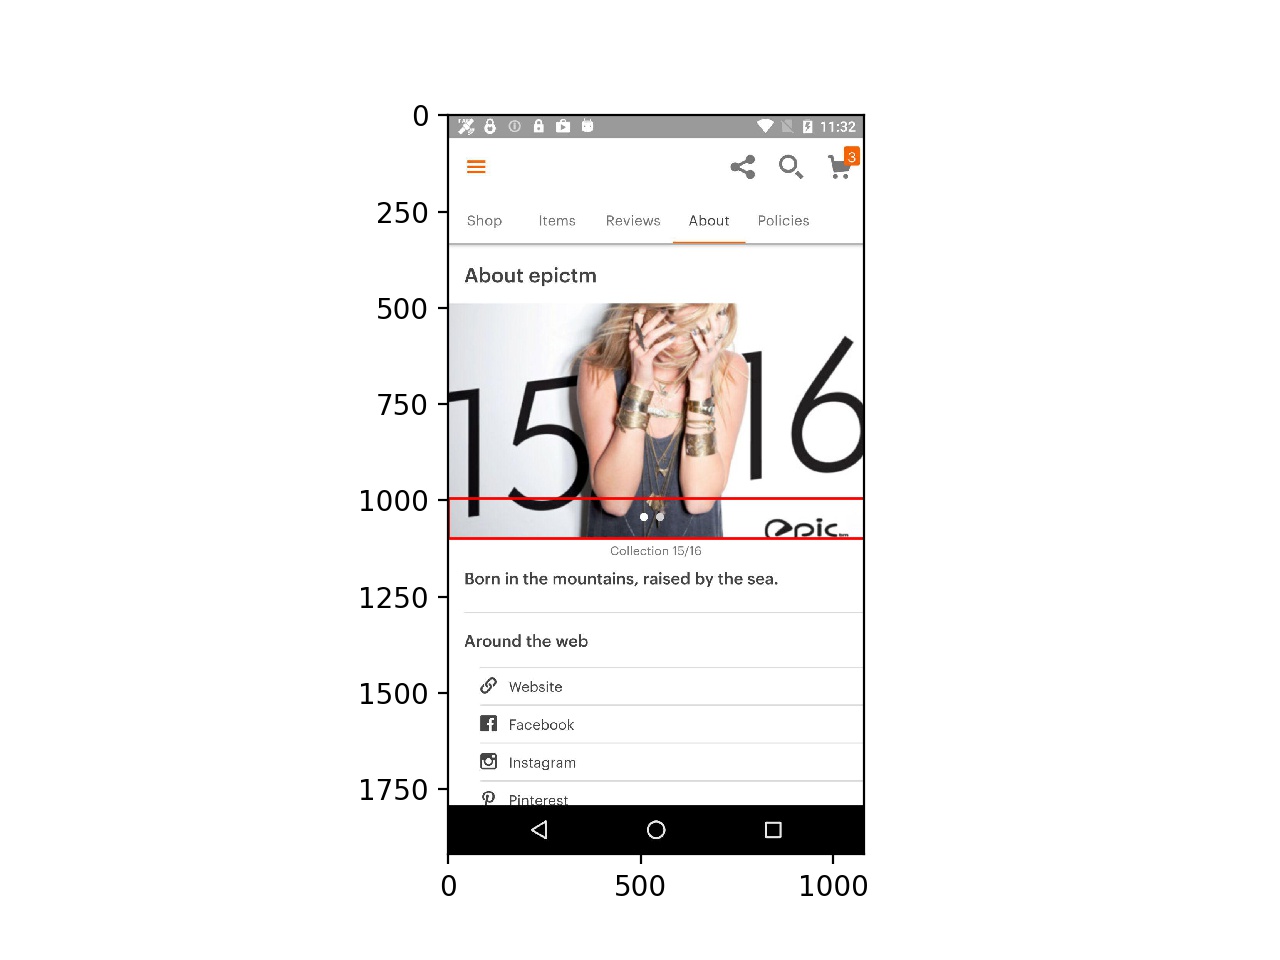 0
250
500
750
1000
1250
1500
1750
0
500
1000
11:32
3
Shop Items Reviews About Policies
About epictm
15 16
epic
Collection 15/16
Born in the mountains, raised by the sea.
Around the web
Website
Facebook
Instagram
Pinterest